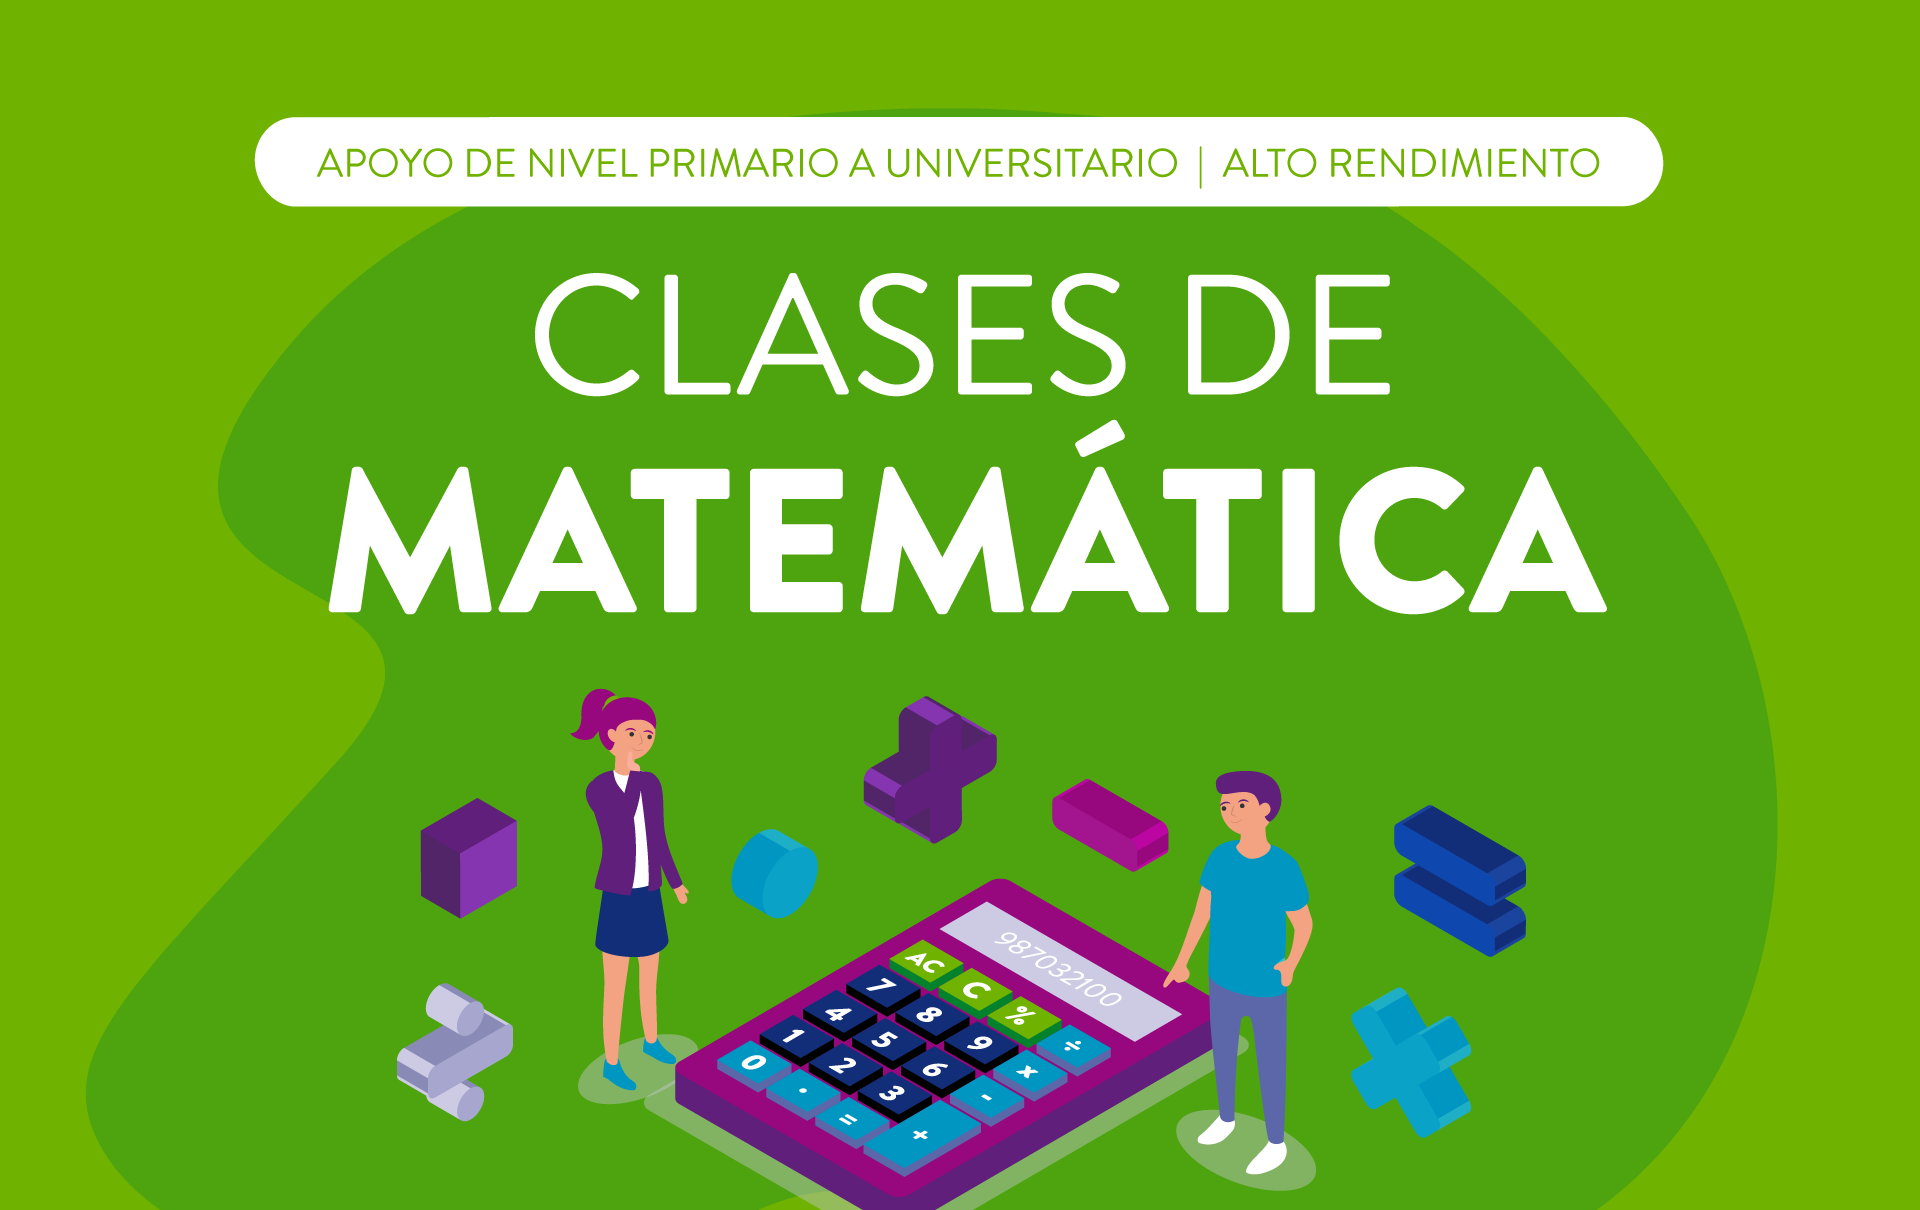 APOYO DE NIVEL PRIMARIO A UNIVERSITARIO | ALTO RENDIMIENTO
CLASES DE
MATEMÁTICA
987032100
AC C % ÷
7 8 9 x
4 5 6 -
1 2 3 +
0 . =